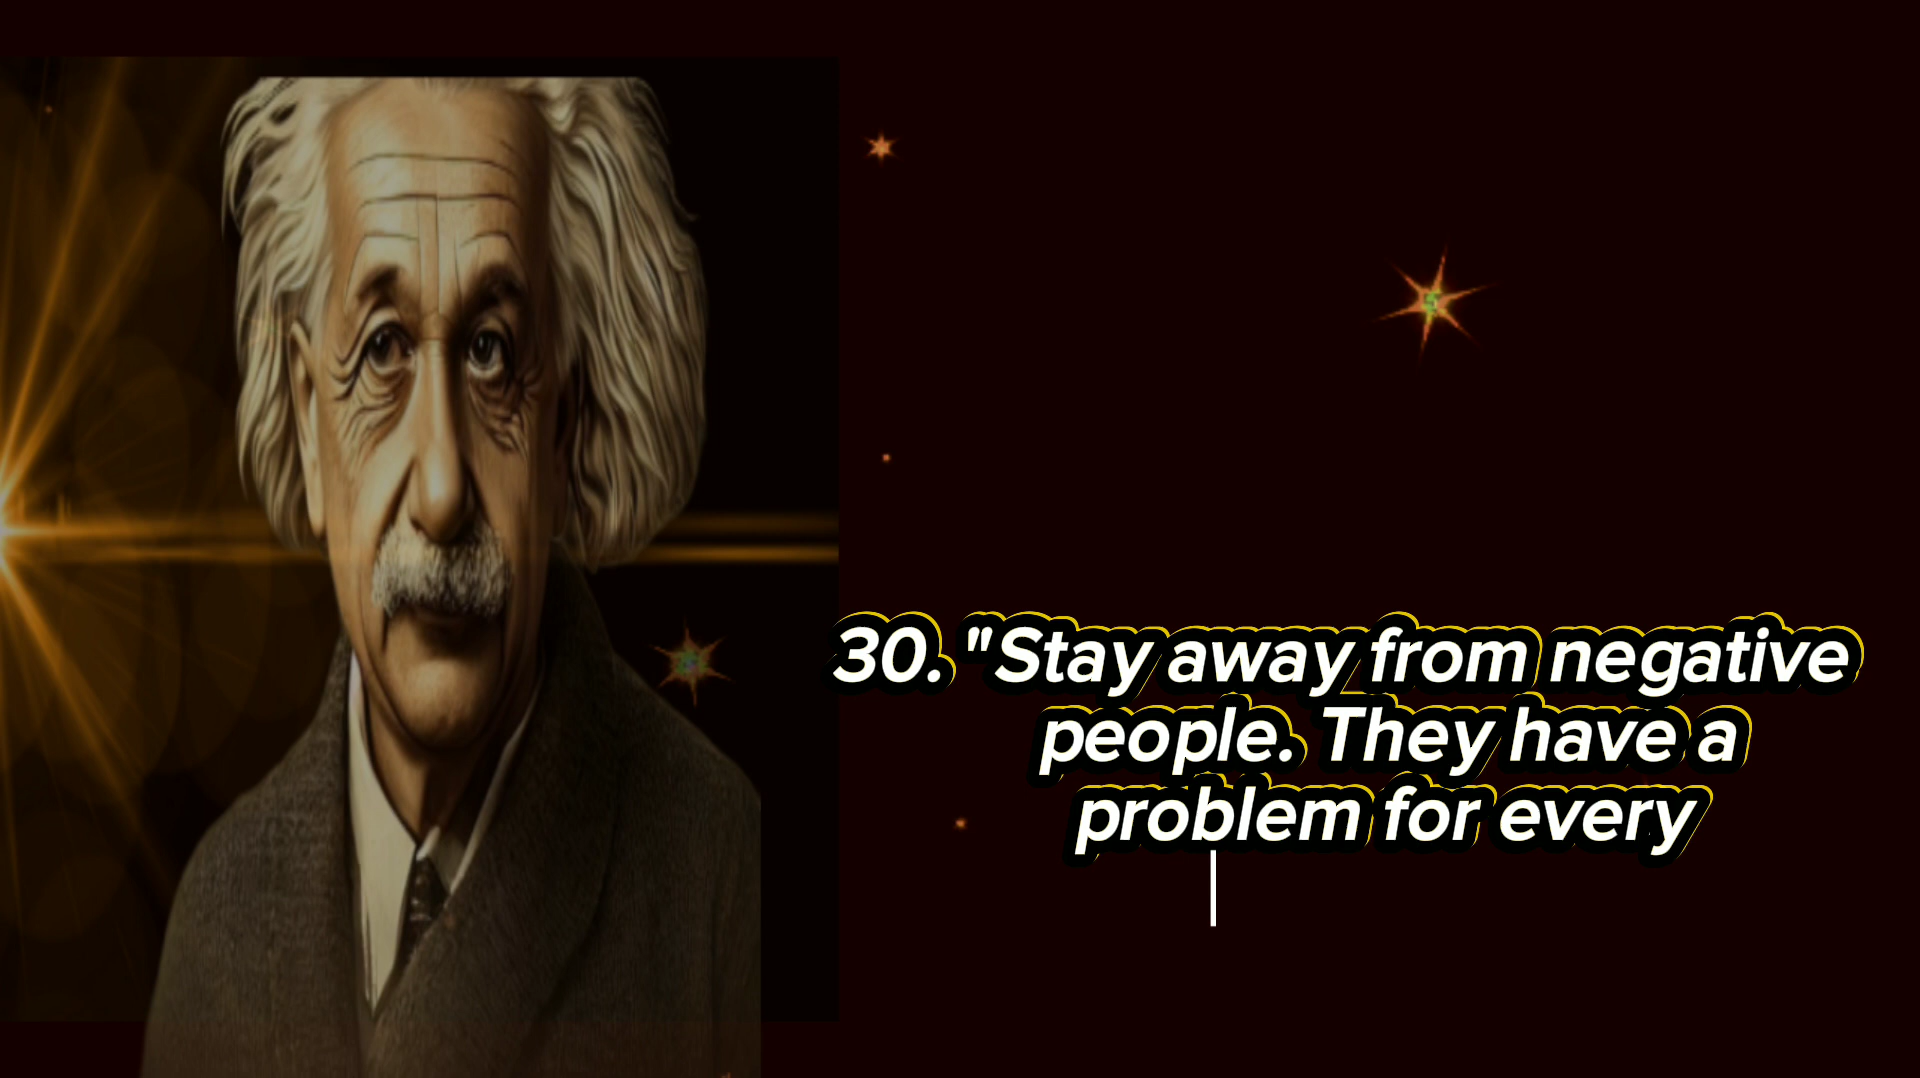 30. "Stay away from negative
people. They have a
problem for every